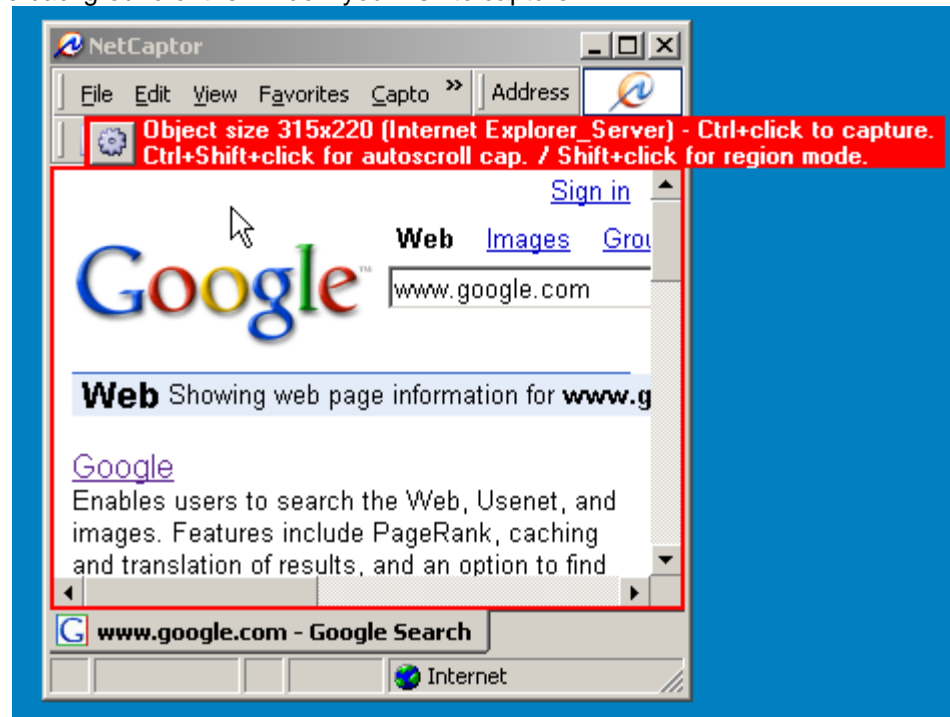 NetCaptor
File Edit View Favorites Capto » Address
Object size 315x220 (Internet Explorer_Server) - Ctrl+click to capture.
Ctrl+Shift+click for autoscroll cap. / Shift+click for region mode.
Sign in
Web Images Grou
Google™
www.google.com
Web Showing web page information for www.g
Google
Enables users to search the Web, Usenet, and
images. Features include PageRank, caching
and translation of results, and an option to find
www.google.com - Google Search
Internet